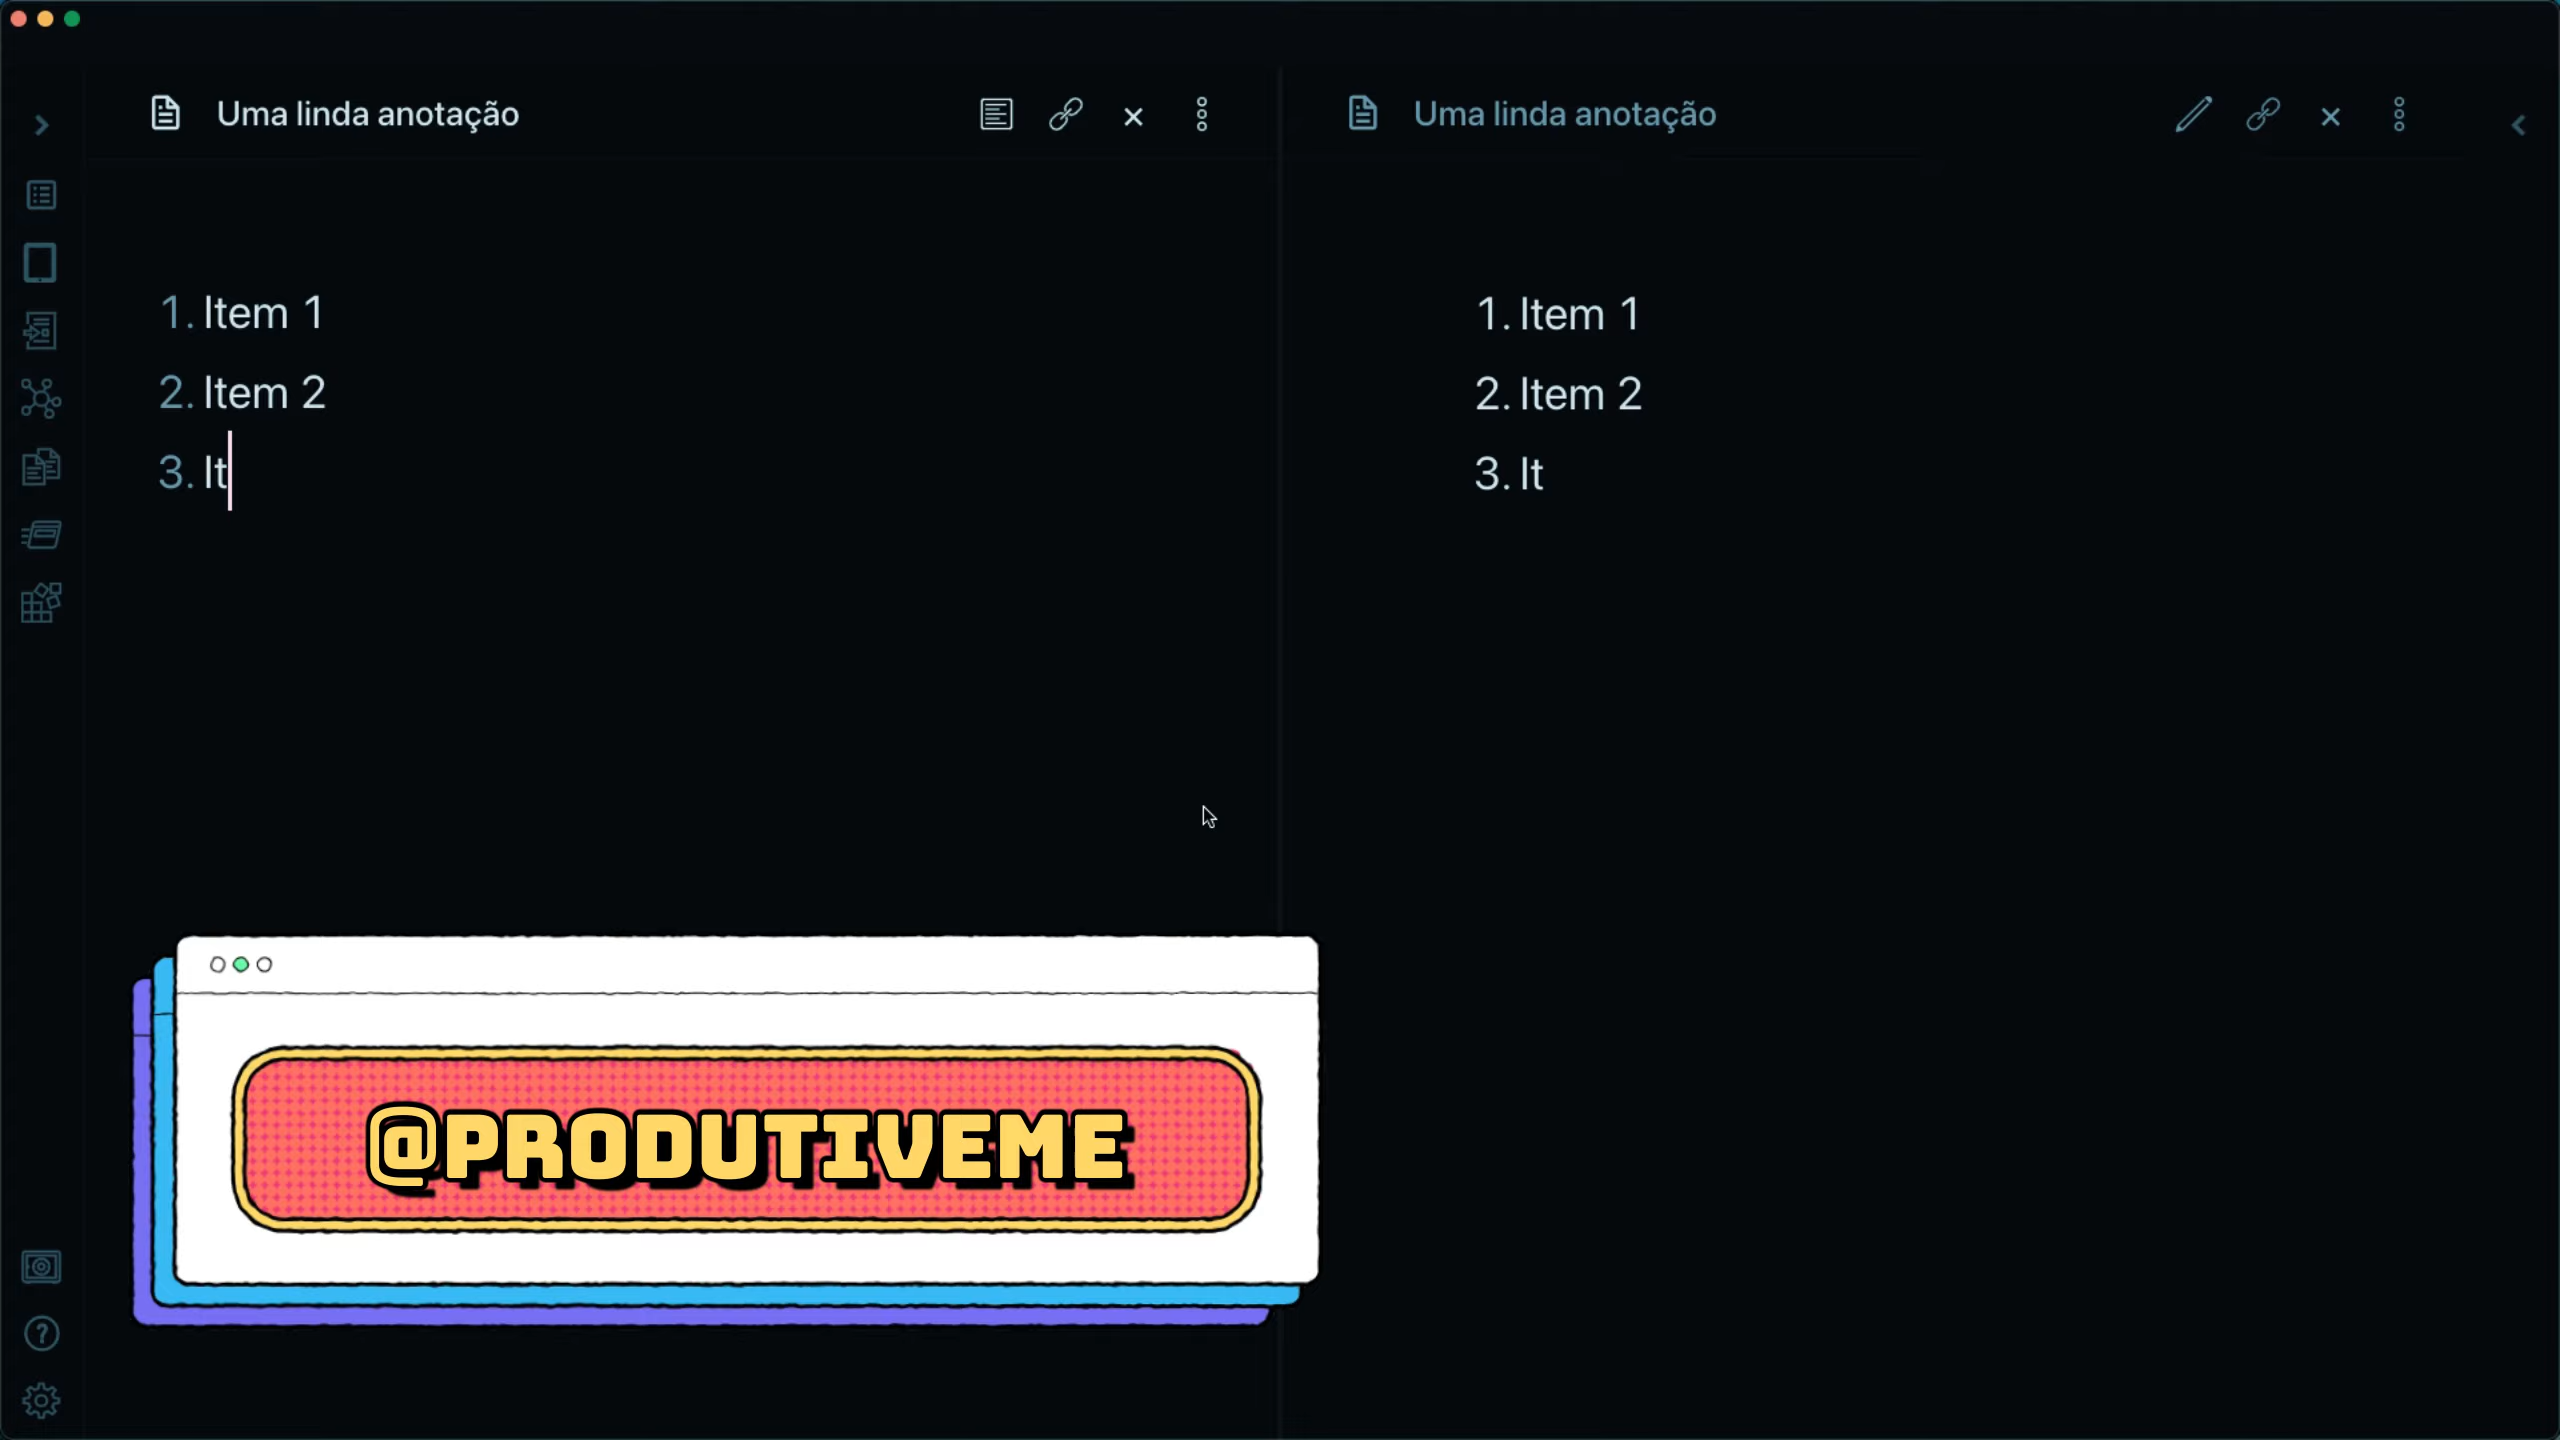 Uma linda anotação
1. Item 1
2. Item 2
3. It
Uma linda anotação
1. Item 1
2. Item 2
3. It
@PRODUTIVEME